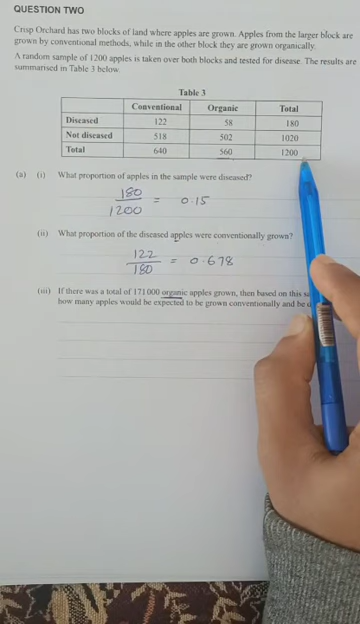 QUESTION TWO
Crisp Orchard has two blocks of land where apples are grown. Apples from the larger block are
grown by conventional methods, while in the other block they are grown organically.
A random sample of 1200 apples is taken over both blocks and tested for disease. The results are
summarised in Table 3 below.
Table 3
Conventional Organic Total
Diseased 122 58 180
Not diseased 518 502 1020
Total 640 560 1200
(a) (i) What proportion of apples in the sample were diseased?
180
1200 = 0.15
(ii) What proportion of the diseased apples were conventionally grown?
122
180 = 0.678
(iii) If there was a total of 171000 organic apples grown, then based on this
how many apples would be expected to be grown conventionally and be